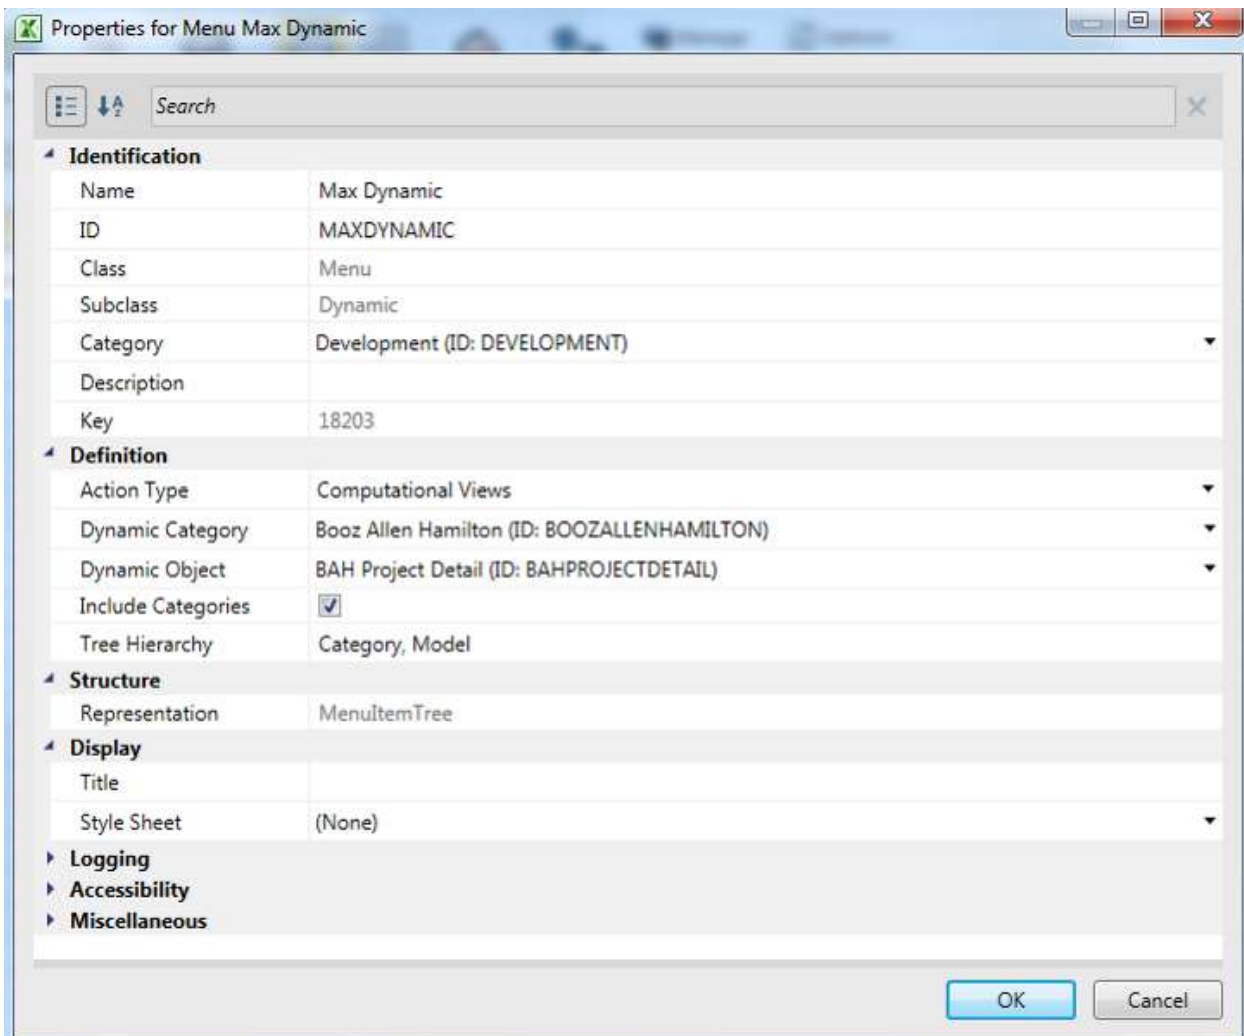 Properties for Menu Max Dynamic
Search
Identification
Name Max Dynamic
ID MAXDYNAMIC
Class Menu
Subclass Dynamic
Category Development (ID: DEVELOPMENT)
Description
Key 18203
Definition
Action Type Computational Views
Dynamic Category Booz Allen Hamilton (ID: BOOZALLENHAMILTON)
Dynamic Object BAH Project Detail (ID: BAHPROJECTDETAIL)
Include Categories
Tree Hierarchy Category, Model
Structure
Representation MenuItemTree
Display
Title
Style Sheet (None)
Logging
Accessibility
Miscellaneous
OK Cancel